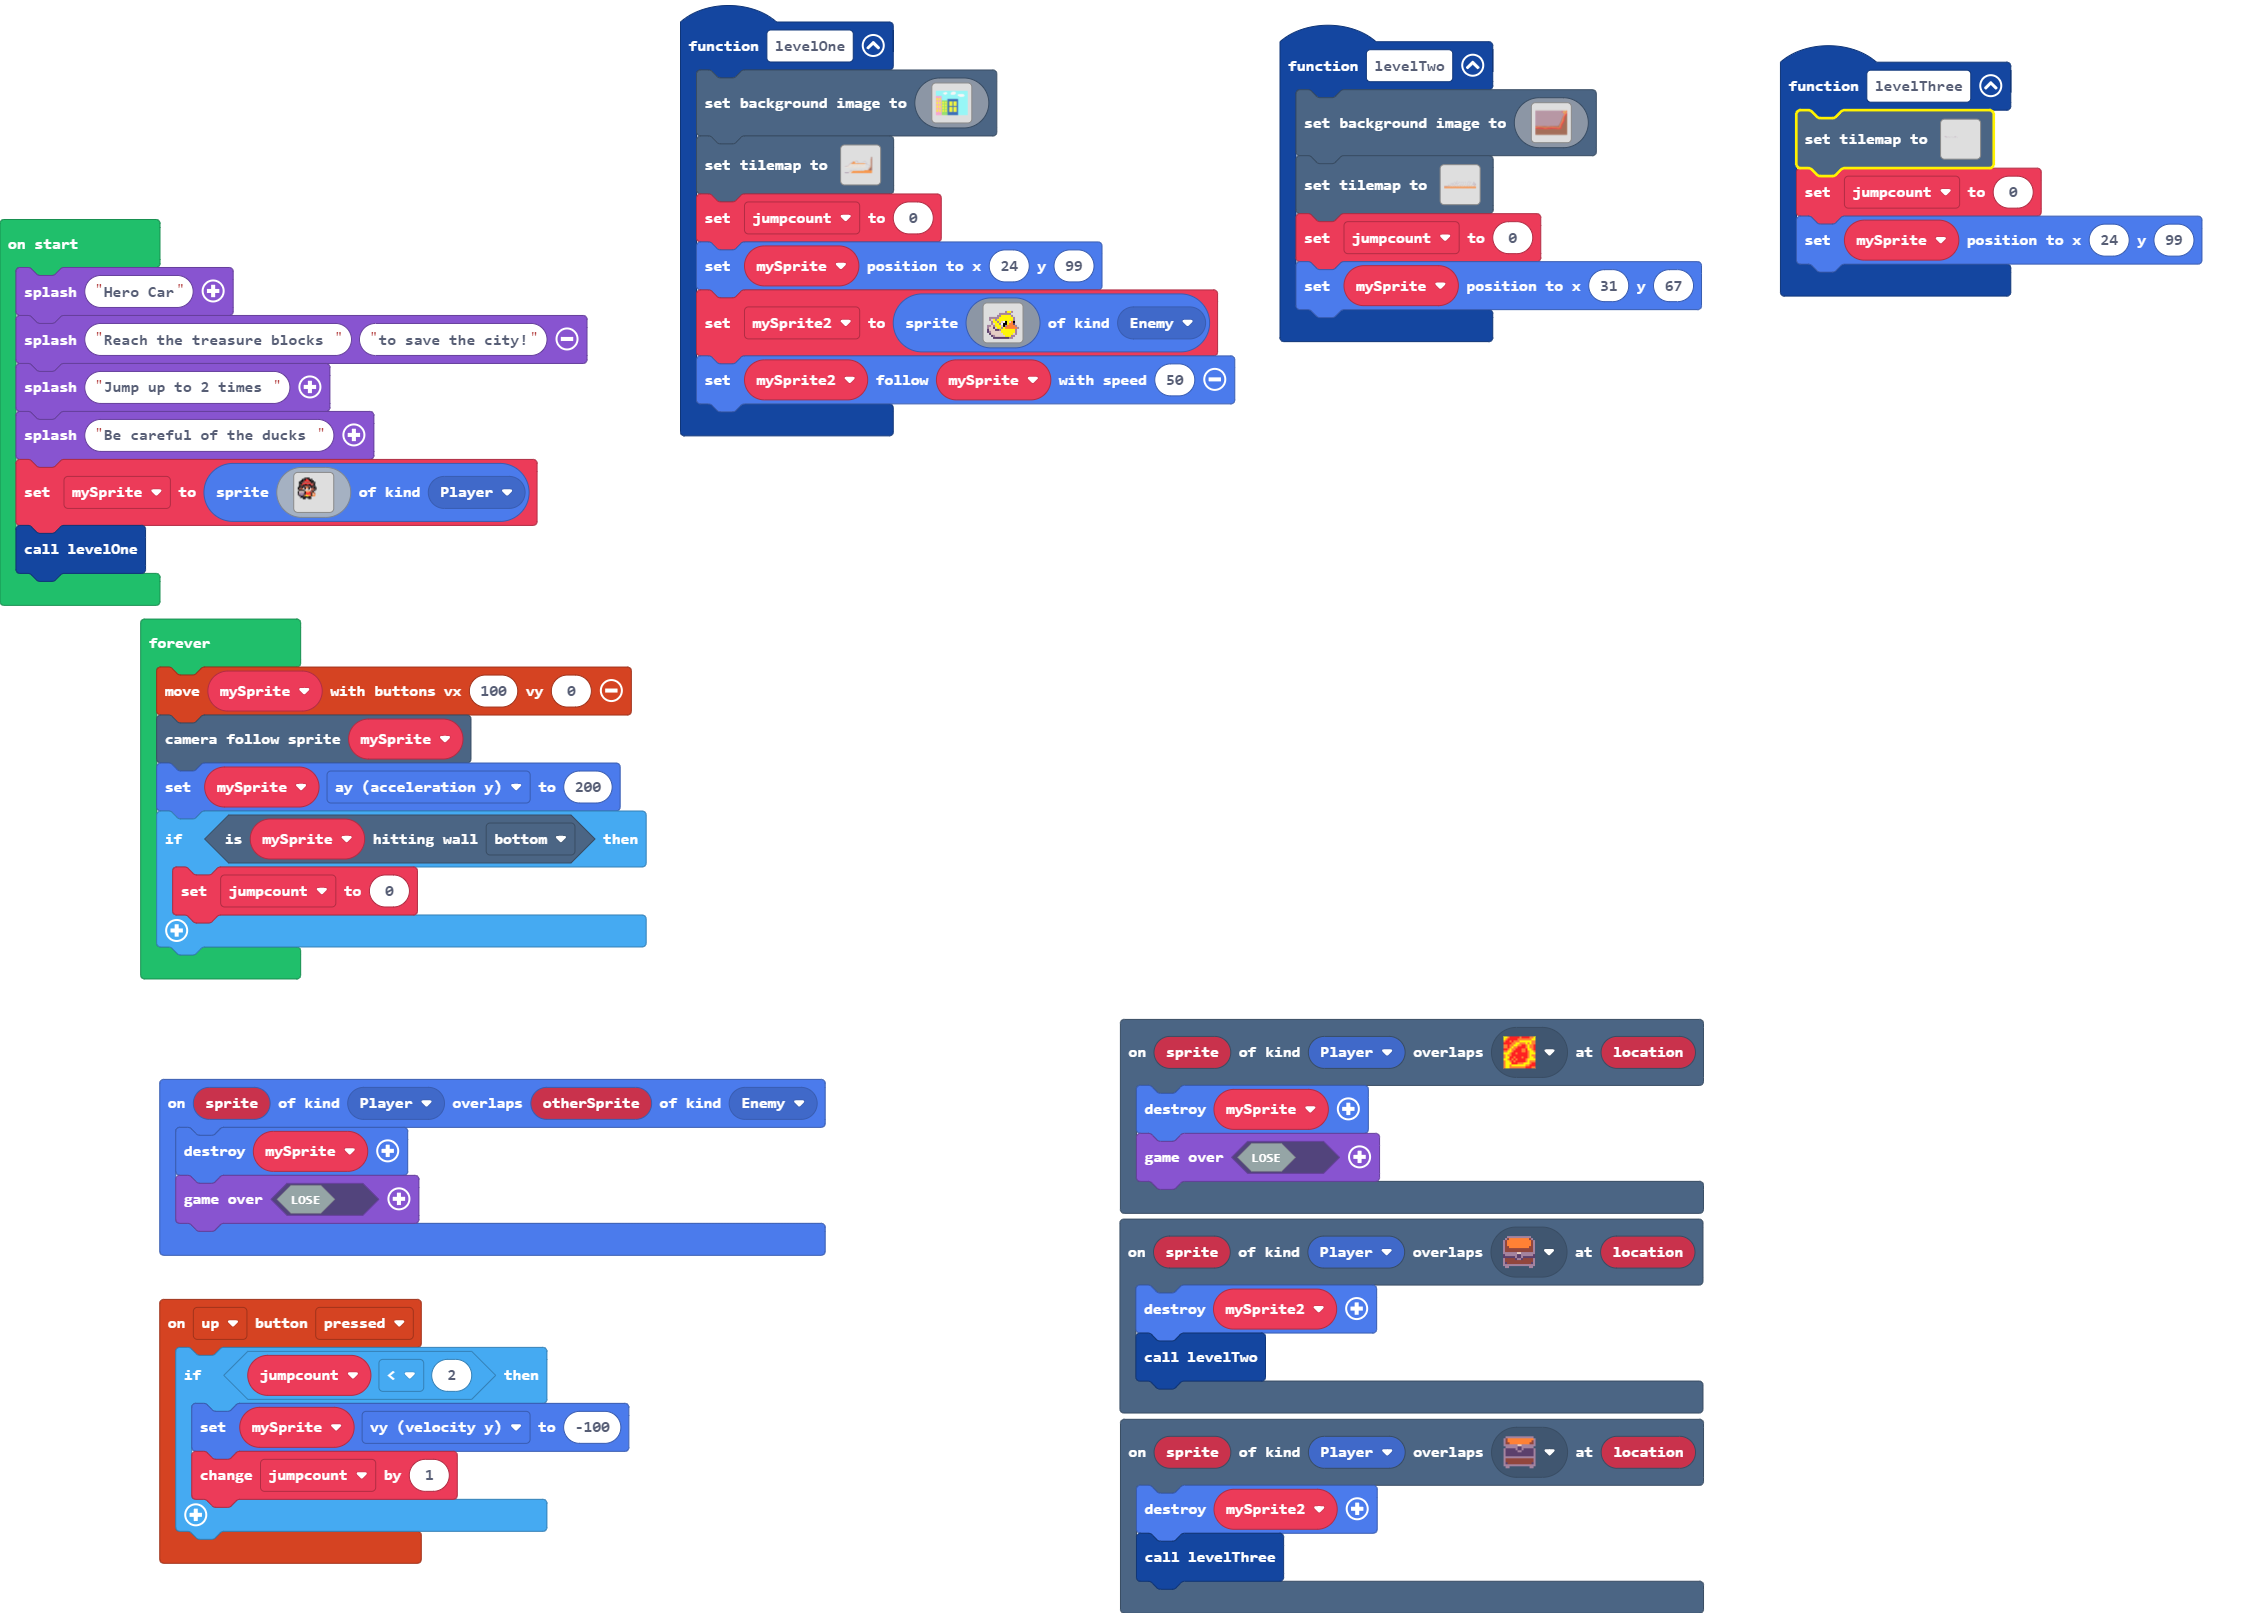 on start
splash "Hero Car"
splash "Reach the treasure blocks " "to save the city!"
splash "Jump up to 2 times "
splash "Be careful of the ducks "
set mySprite to sprite of kind Player
call levelOne
function levelOne
set background image to
set tilemap to
set jumpcount to 0
set mySprite position to x 24 y 99
set mySprite2 to sprite of kind Enemy
set mySprite2 follow mySprite with speed 50
function levelTwo
set background image to
set tilemap to
set jumpcount to 0
set mySprite position to x 31 y 67
function levelThree
set tilemap to
set jumpcount to 0
set mySprite position to x 24 y 99
forever
move mySprite with buttons vx 100 vy 0
camera follow sprite mySprite
set mySprite ay (acceleration y) to 200
if is mySprite hitting wall bottom then
set jumpcount to 0
on sprite of kind Player overlaps otherSprite of kind Enemy
destroy mySprite
game over LOSE
on up button pressed
if jumpcount < 2 then
set mySprite vy (velocity y) to -100
change jumpcount by 1
on sprite of kind Player overlaps at location
destroy mySprite
game over LOSE
on sprite of kind Player overlaps at location
destroy mySprite2
call levelTwo
on sprite of kind Player overlaps at location
destroy mySprite2
call levelThree